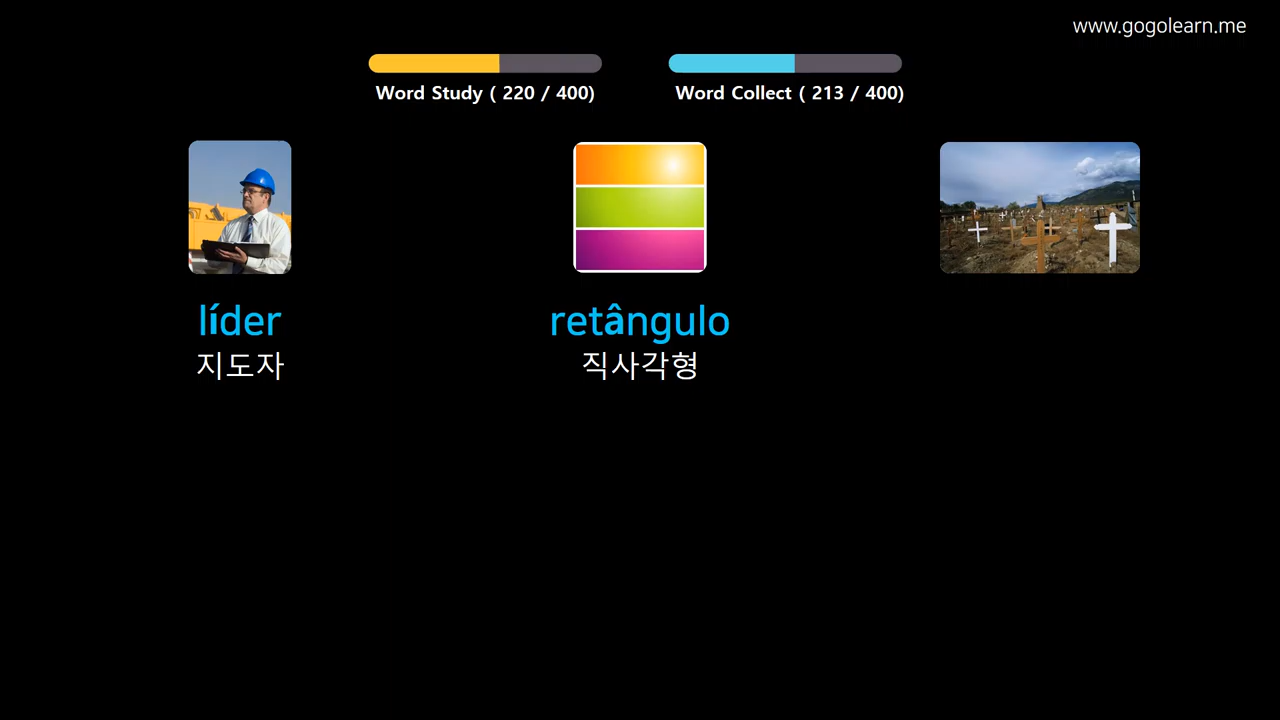 www.gogolearn.me
Word Study ( 220 / 400)
Word Collect ( 213 / 400)
líder
지도자
retângulo
직사각형